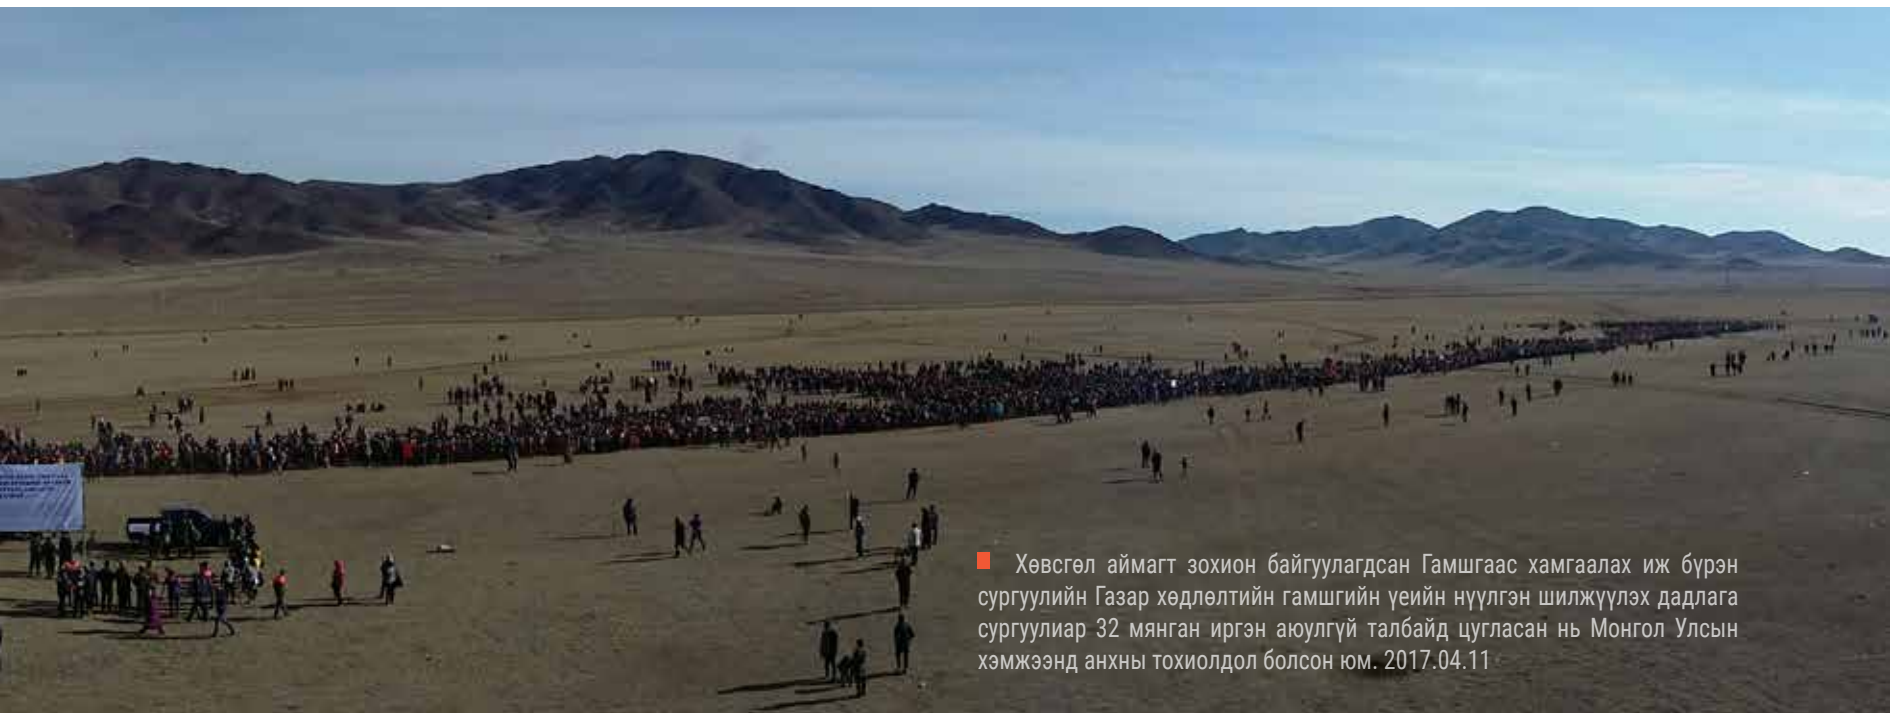 Хөвсгөл аймагт зохион байгуулагдсан Гамшгаас хамгаалах иж бүрэн
сургуулийн Газар хөдлөлтийн гамшгийн үеийн нүүлгэн шилжүүлэх дадлага
сургуулиар 32 мянган иргэн аюулгүй талбайд цугласан нь Монгол Улсын
хэмжээнд анхны тохиолдол болсон юм. 2017.04.11